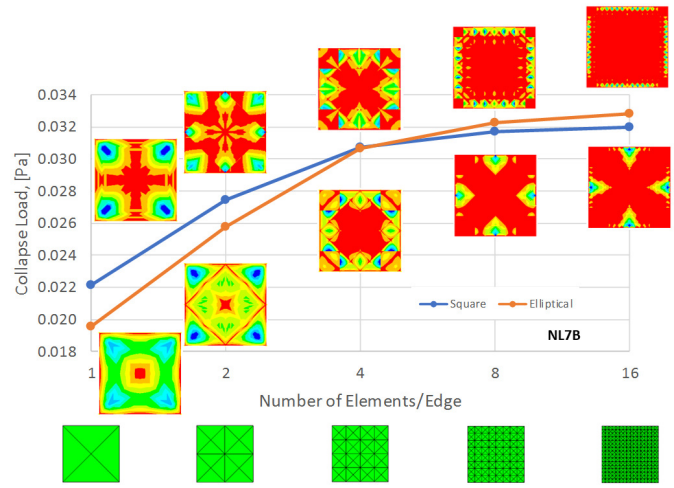 0.034
0.032
0.030
0.028
0.026
0.024
0.022
0.020
0.018
Collapse Load, [Pa]
Square Elliptical
NL7B
1 2 4 8 16
Number of Elements/Edge